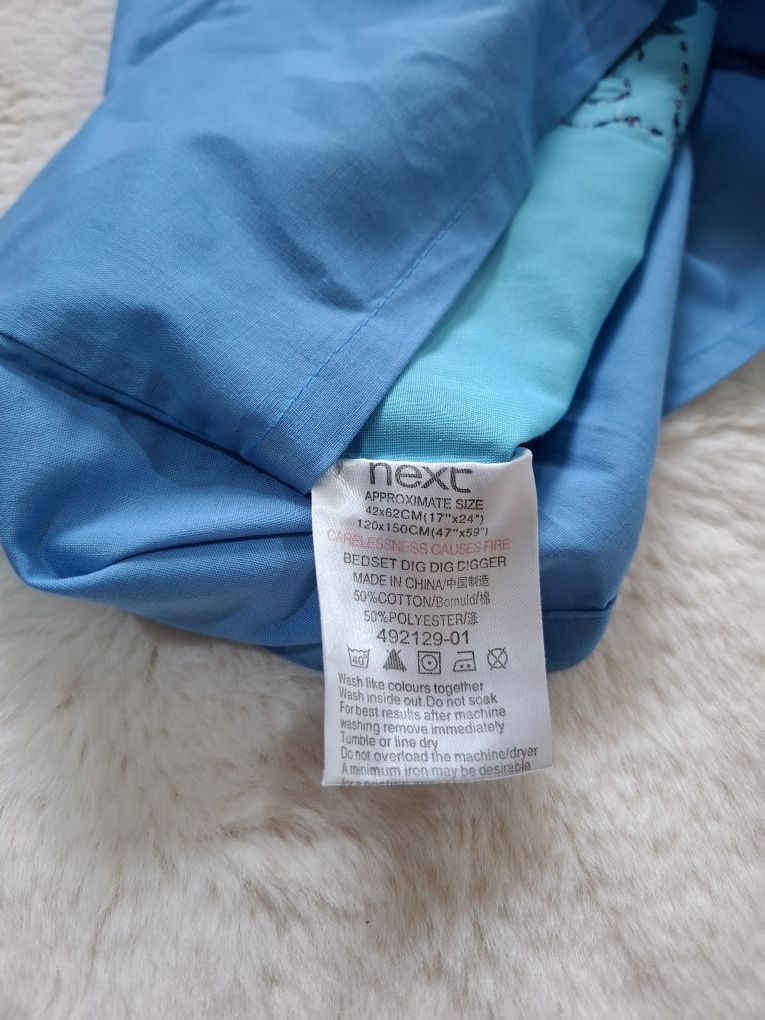 next
APPROXIMATE SIZE
42x62CM(17"x24")
120x150CM(47"x59")
CARELESSNESS CAUSES FIRE
BEDSET DIG DIG DIGGER
MADE IN CHINA/中国制造
50%COTTON/Bomuld/棉
50%POLYESTER/涤
492129-01
40°
Wash like colours together
Wash inside out.Do not soak
For best results after machine
washing remove immediately
Tumble or line dry
Do not overload the machine/dryer
A minimum iron may be desirable